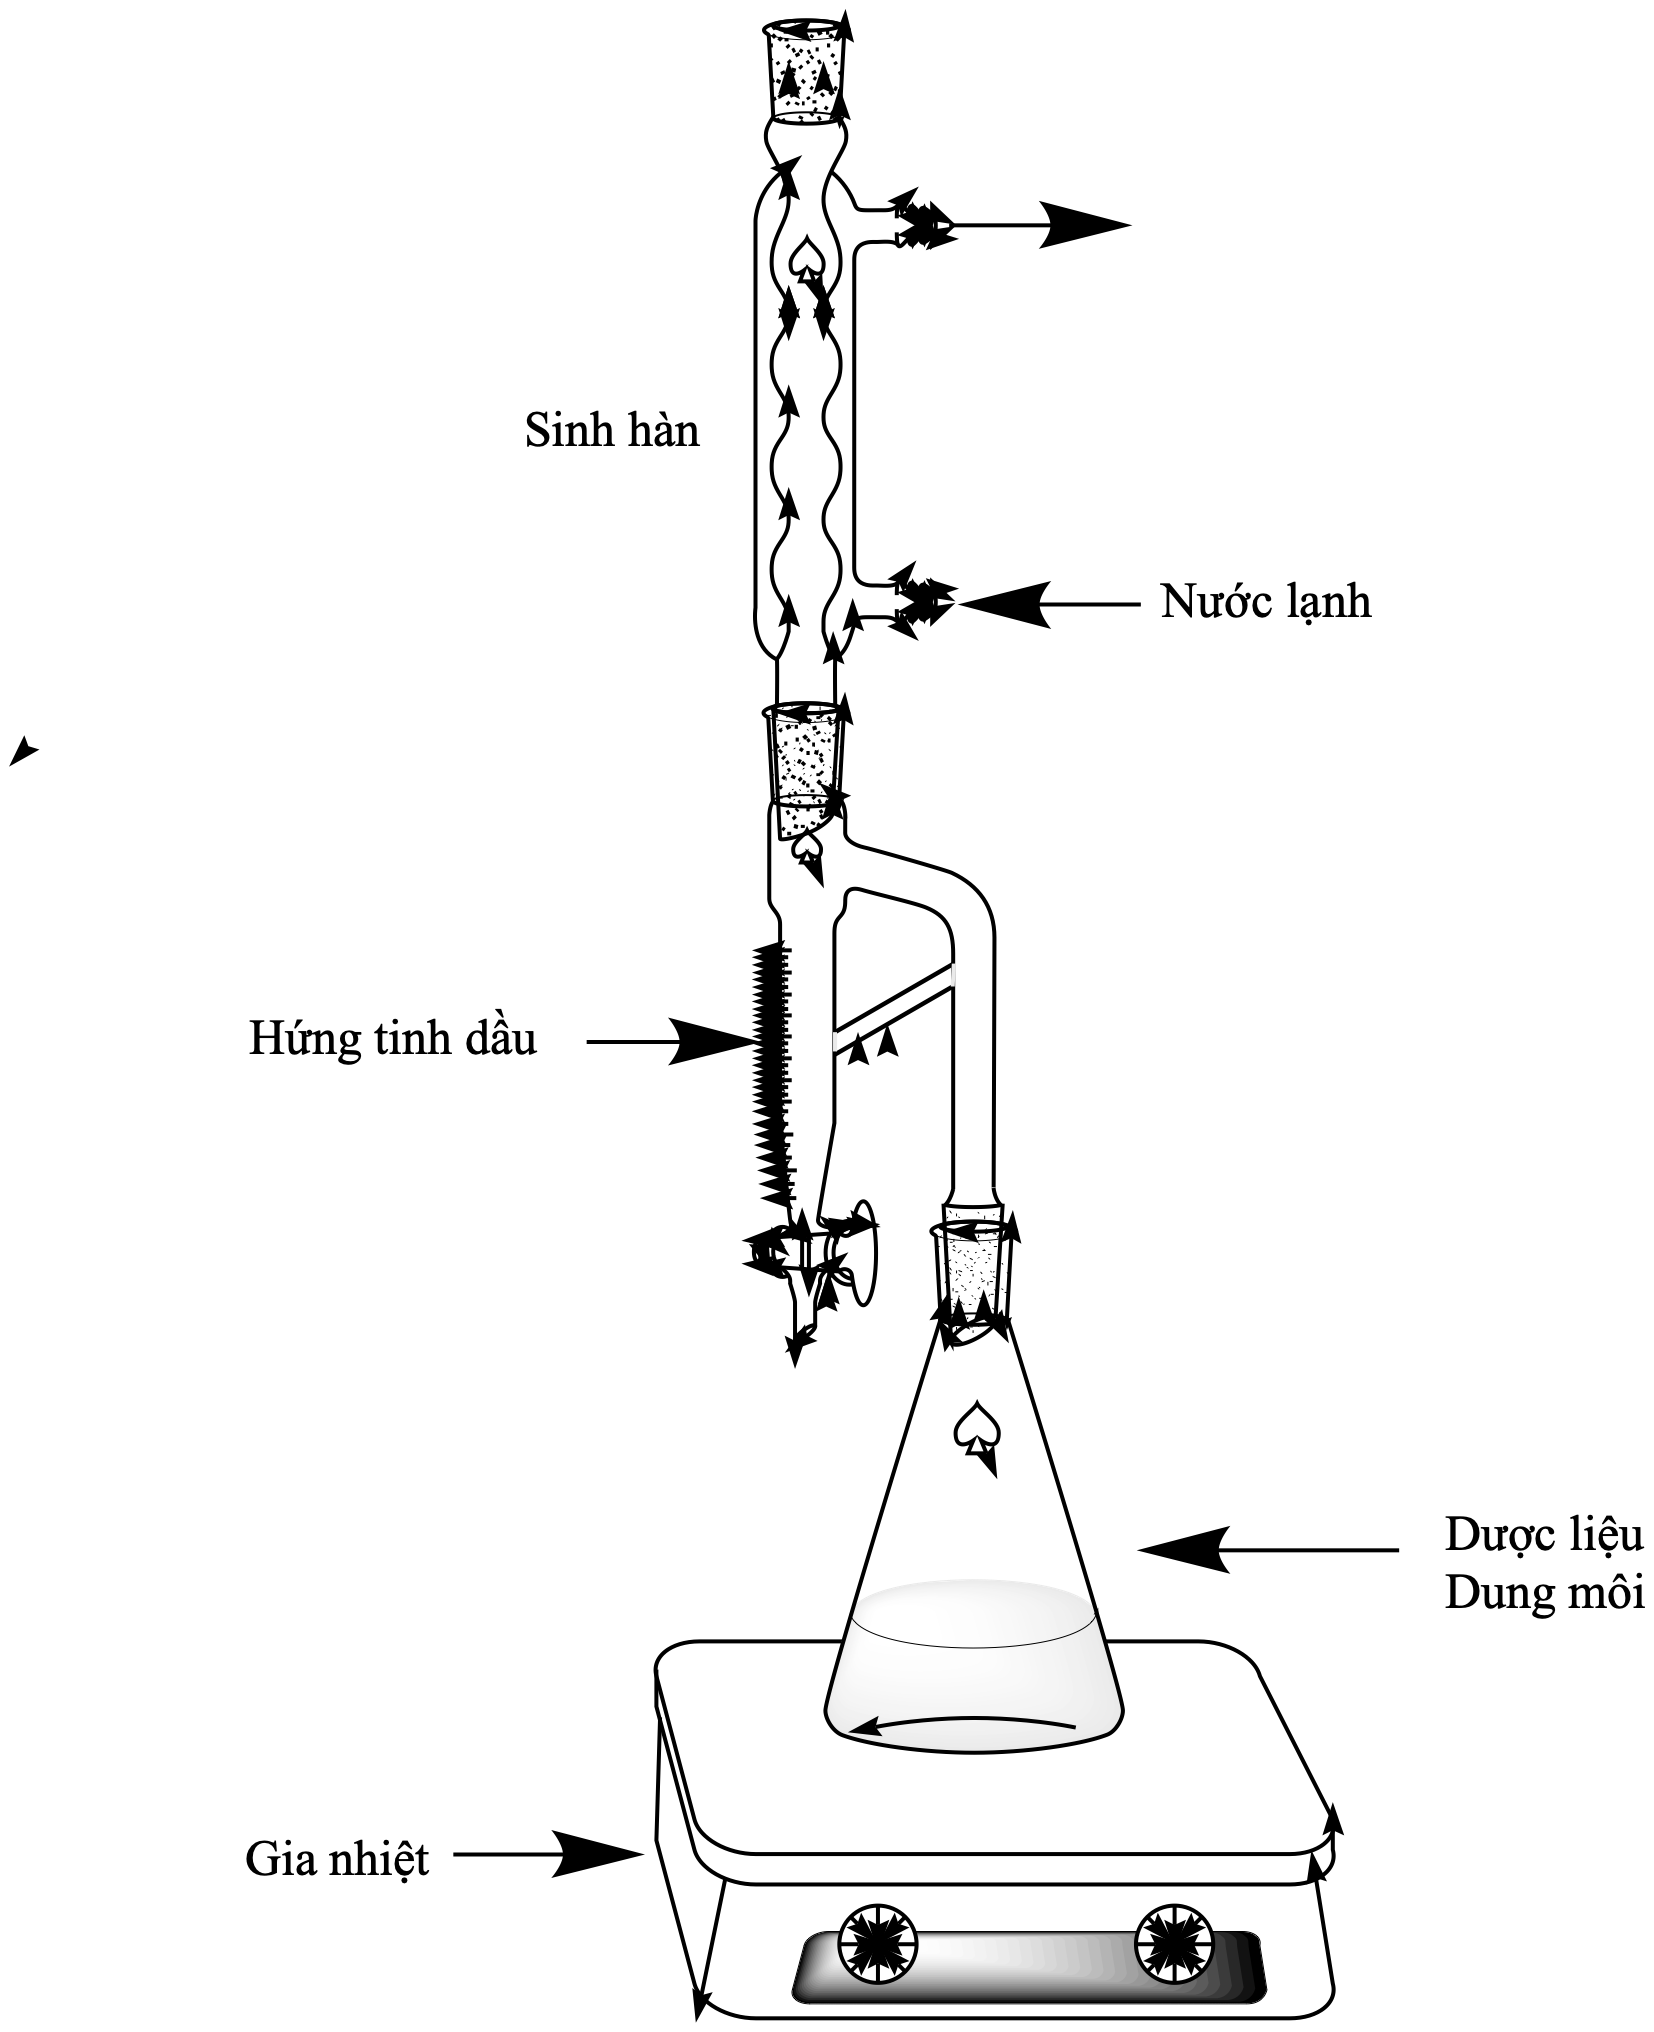 Sinh hàn
Nước lạnh
Hứng tinh dầu
Dược liệu
Dung môi
Gia nhiệt